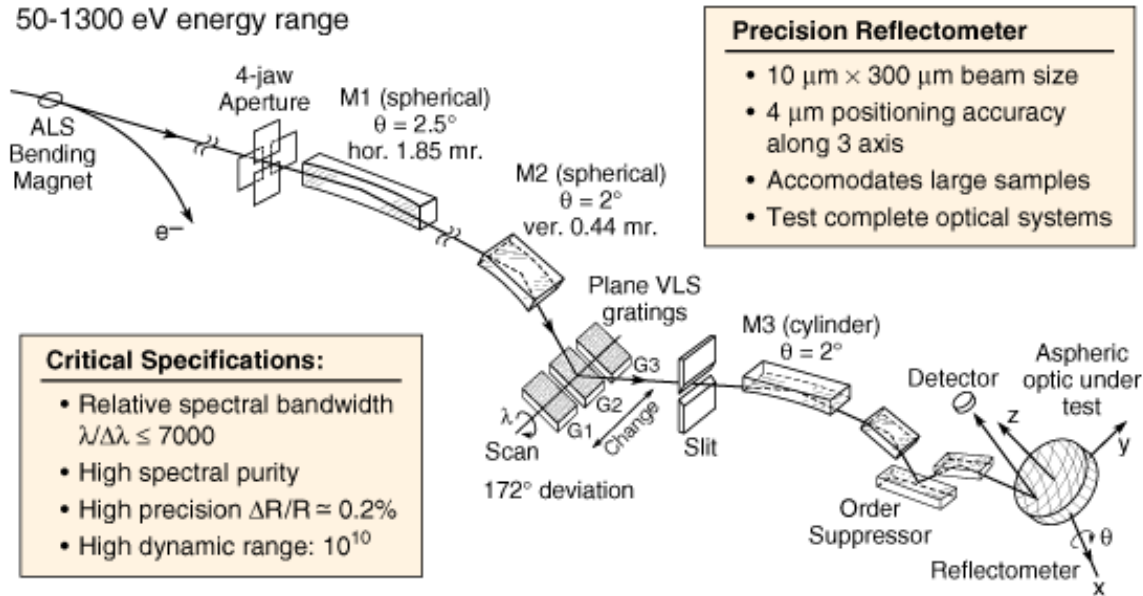 50-1300 eV energy range
Precision Reflectometer
• 10 μm × 300 μm beam size
• 4 μm positioning accuracy
along 3 axis
• Accomodates large samples
• Test complete optical systems
4-jaw
Aperture
M1 (spherical)
θ = 2.5°
hor. 1.85 mr.
ALS
Bending
Magnet
e–
M2 (spherical)
θ = 2°
ver. 0.44 mr.
Plane VLS
gratings
G3
G2
G1
λ
Scan
Change
172° deviation
Slit
M3 (cylinder)
θ = 2°
Detector
Aspheric
optic under
test
z
y
θ
x
Order
Suppressor
Reflectometer
Critical Specifications:
• Relative spectral bandwidth
λ/Δλ ≤ 7000
• High spectral purity
• High precision ΔR/R ≃ 0.2%
• High dynamic range: 10¹⁰